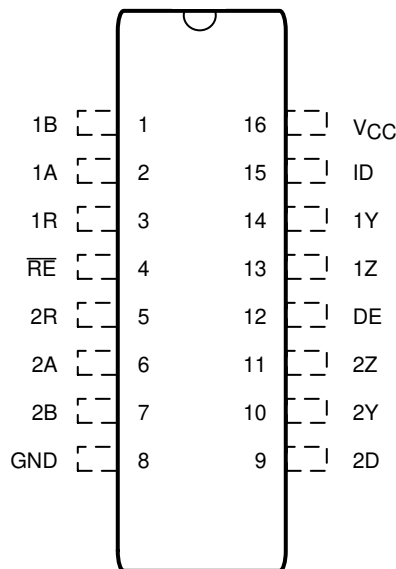 1B 1 16 VCC
1A 2 15 ID
1R 3 14 1Y
R̅E̅ 4 13 1Z
2R 5 12 DE
2A 6 11 2Z
2B 7 10 2Y
GND 8 9 2D